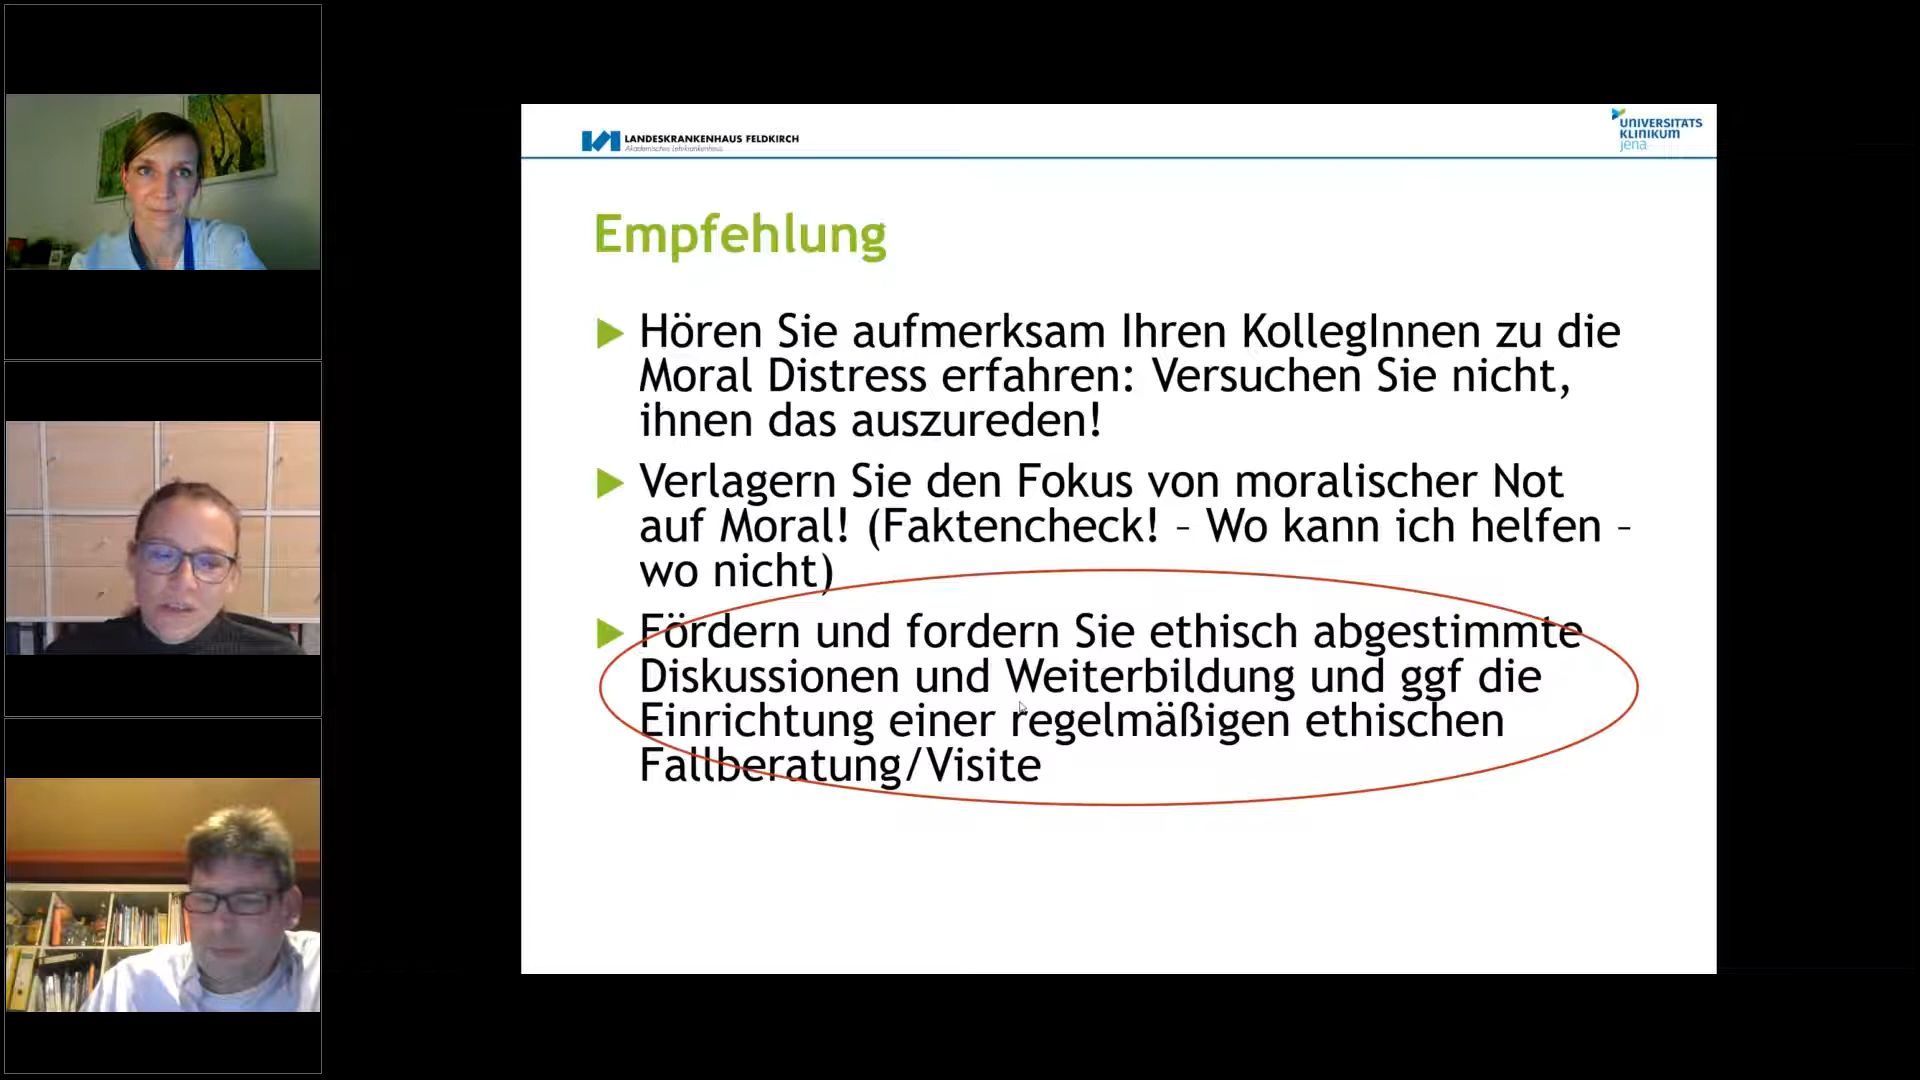 LANDESKRANKENHAUS FELDKIRCH
Akademisches Lehrkrankenhaus
UNIVERSITÄTS
KLINIKUM
jena
Empfehlung
Hören Sie aufmerksam Ihren KollegInnen zu die
Moral Distress erfahren: Versuchen Sie nicht,
ihnen das auszureden!
Verlagern Sie den Fokus von moralischer Not
auf Moral! (Faktencheck! – Wo kann ich helfen –
wo nicht)
Fördern und fordern Sie ethisch abgestimmte
Diskussionen und Weiterbildung und ggf die
Einrichtung einer regelmäßigen ethischen
Fallberatung/Visite